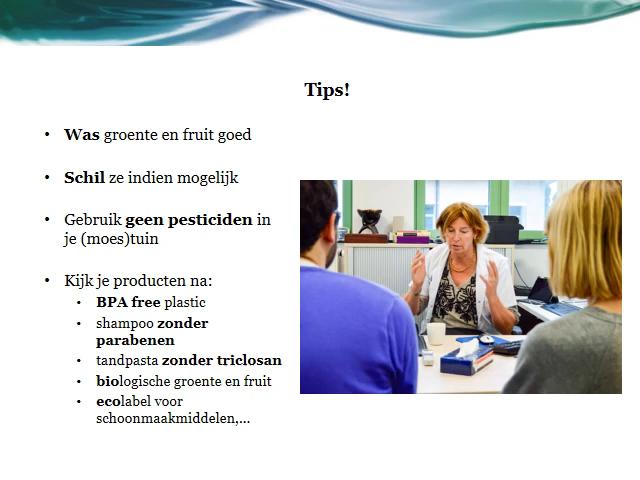 Tips!
• Was groente en fruit goed
• Schil ze indien mogelijk
• Gebruik geen pesticiden in
je (moes)tuin
• Kijk je producten na:
• BPA free plastic
• shampoo zonder
parabenen
• tandpasta zonder triclosan
• biologische groente en fruit
• ecolabel voor
schoonmaakmiddelen,...